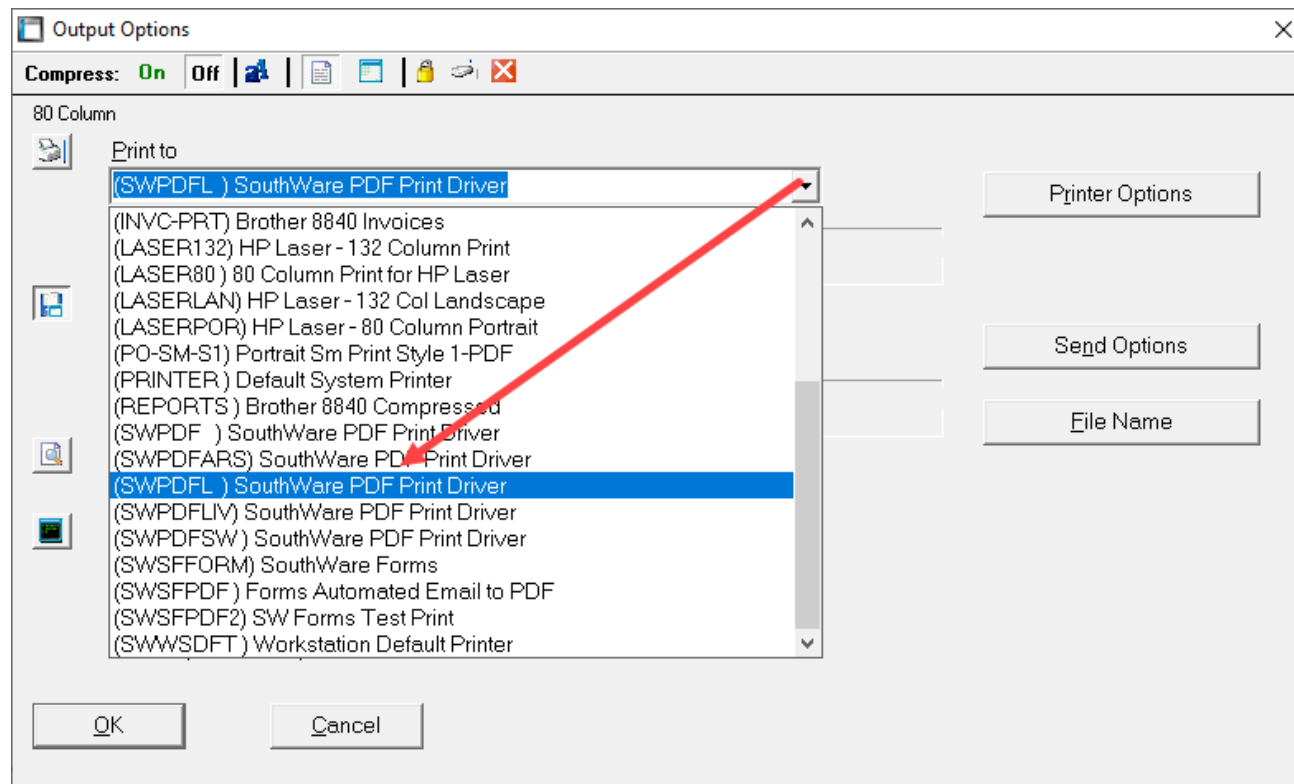 Output Options
Compress: On Off
80 Column
Print to
(SWPDFL ) SouthWare PDF Print Driver
Printer Options
(INVC-PRT) Brother 8840 Invoices
(LASER132) HP Laser - 132 Column Print
(LASER80 ) 80 Column Print for HP Laser
(LASERLAN) HP Laser - 132 Col Landscape
(LASERPOR) HP Laser - 80 Column Portrait
Send Options
(PO-SM-S1) Portrait Sm Print Style 1-PDF
(PRINTER ) Default System Printer
(REPORTS ) Brother 8840 Compressed
File Name
(SWPDF   ) SouthWare PDF Print Driver
(SWPDFARS) SouthWare PDF Print Driver
(SWPDFL ) SouthWare PDF Print Driver
(SWPDFLIV) SouthWare PDF Print Driver
(SWPDFSW ) SouthWare PDF Print Driver
(SWSFFORM) SouthWare Forms
(SWSFPDF ) Forms Automated Email to PDF
(SWSFPDF2) SW Forms Test Print
(SWWSDFT ) Workstation Default Printer
OK
Cancel